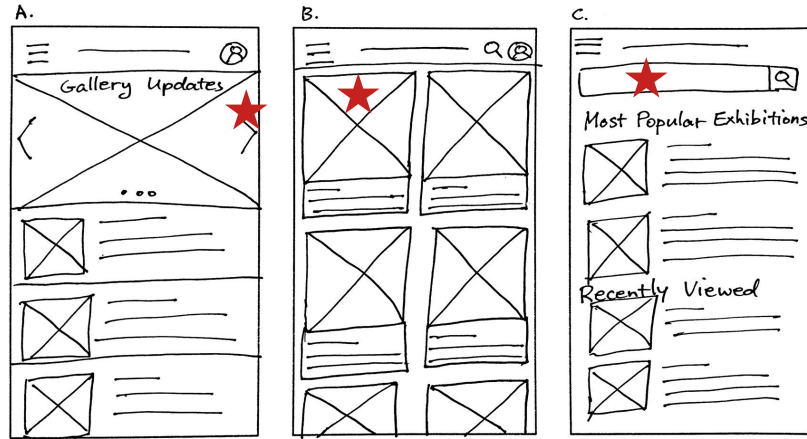 A.
B.
C.
Gallery Updates
Most Popular Exhibitions
Recently Viewed